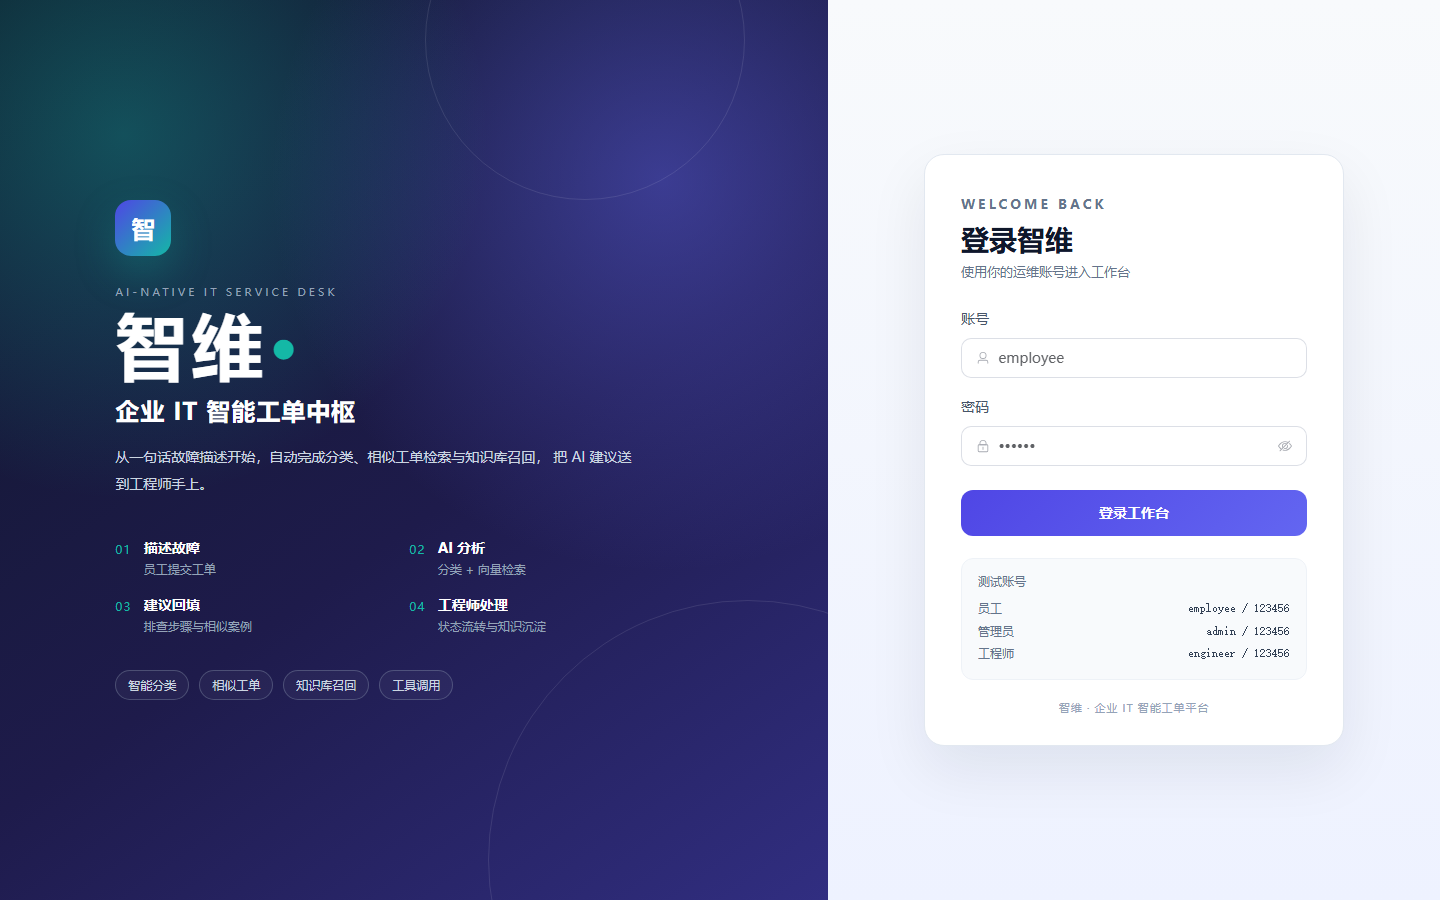 智
AI-NATIVE IT SERVICE DESK
智维
企业 IT 智能工单中枢
从一句话故障描述开始，自动完成分类、相似工单检索与知识库召回， 把 AI 建议送
到工程师手上。
01 描述故障
员工提交工单
02 AI 分析
分类 + 向量检索
03 建议回填
排查步骤与相似案例
04 工程师处理
状态流转与知识沉淀
智能分类 相似工单 知识库召回 工具调用
WELCOME BACK
登录智维
使用你的运维账号进入工作台
账号
employee
密码
••••••
登录工作台
测试账号
员工 employee / 123456
管理员 admin / 123456
工程师 engineer / 123456
智维 · 企业 IT 智能工单平台